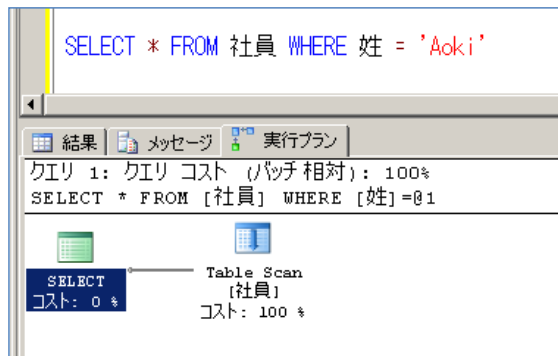 SELECT * FROM 社員 WHERE 姓 = 'Aoki'
結果 メッセージ 実行プラン
クエリ 1: クエリ コスト (バッチ相対): 100%
SELECT * FROM [社員] WHERE [姓]=@1
SELECT
コスト: 0 %
Table Scan
[社員]
コスト: 100 %